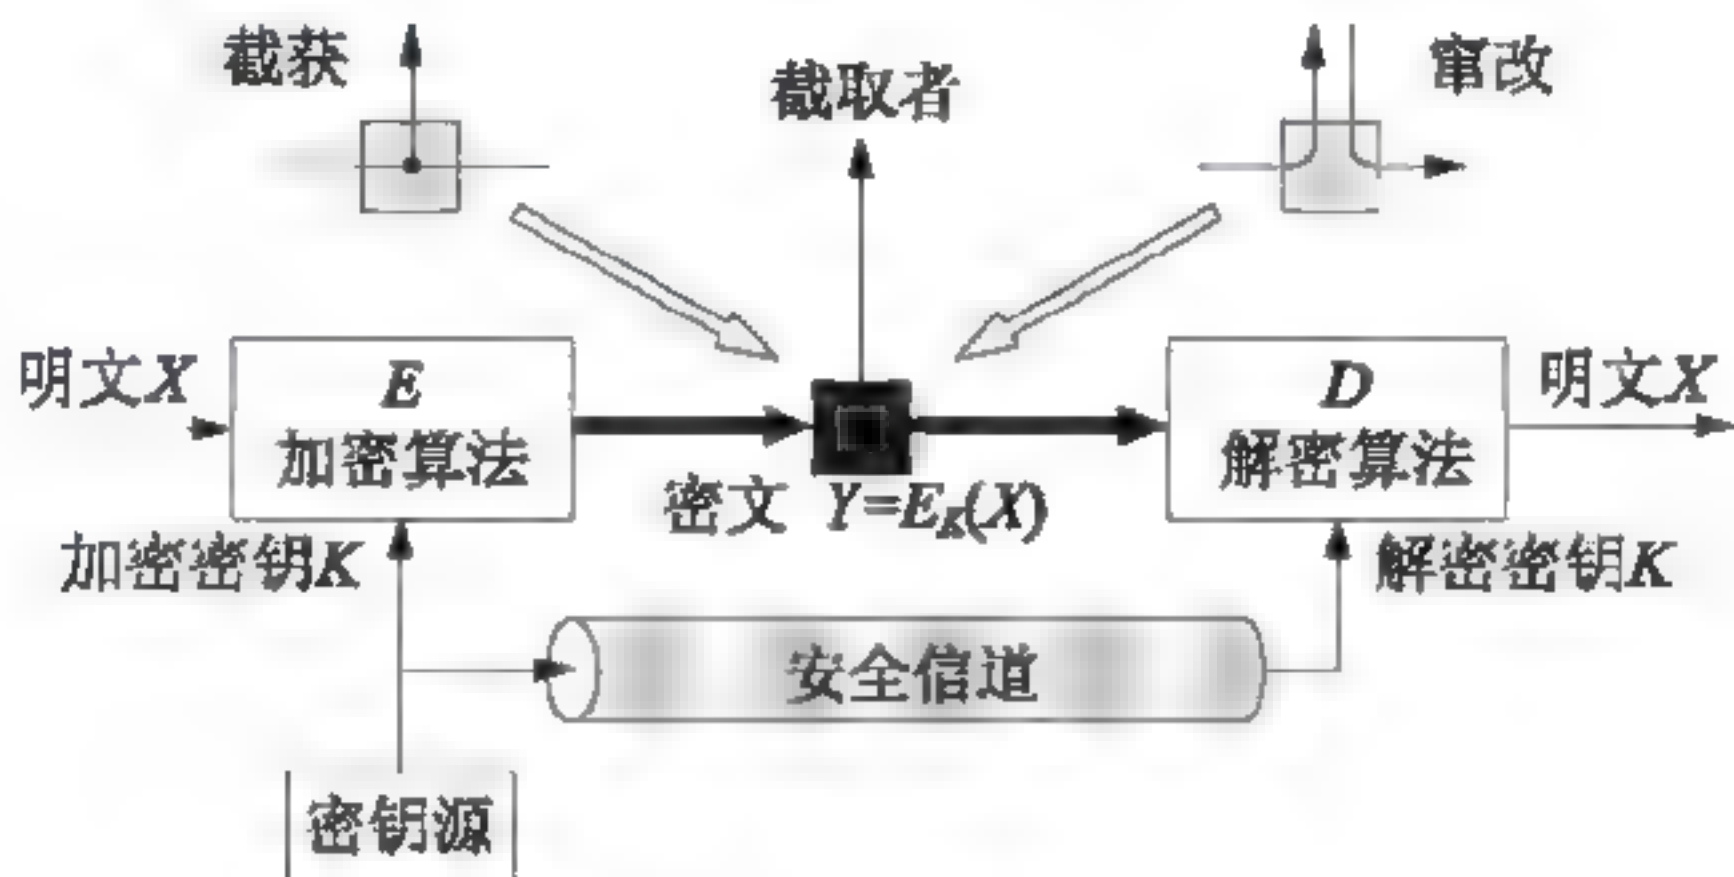 截获
截取者
窜改
明文X
E
加密算法
密文 Y=E_K(X)
D
解密算法
明文X
加密密钥K
解密密钥K
安全信道
密钥源